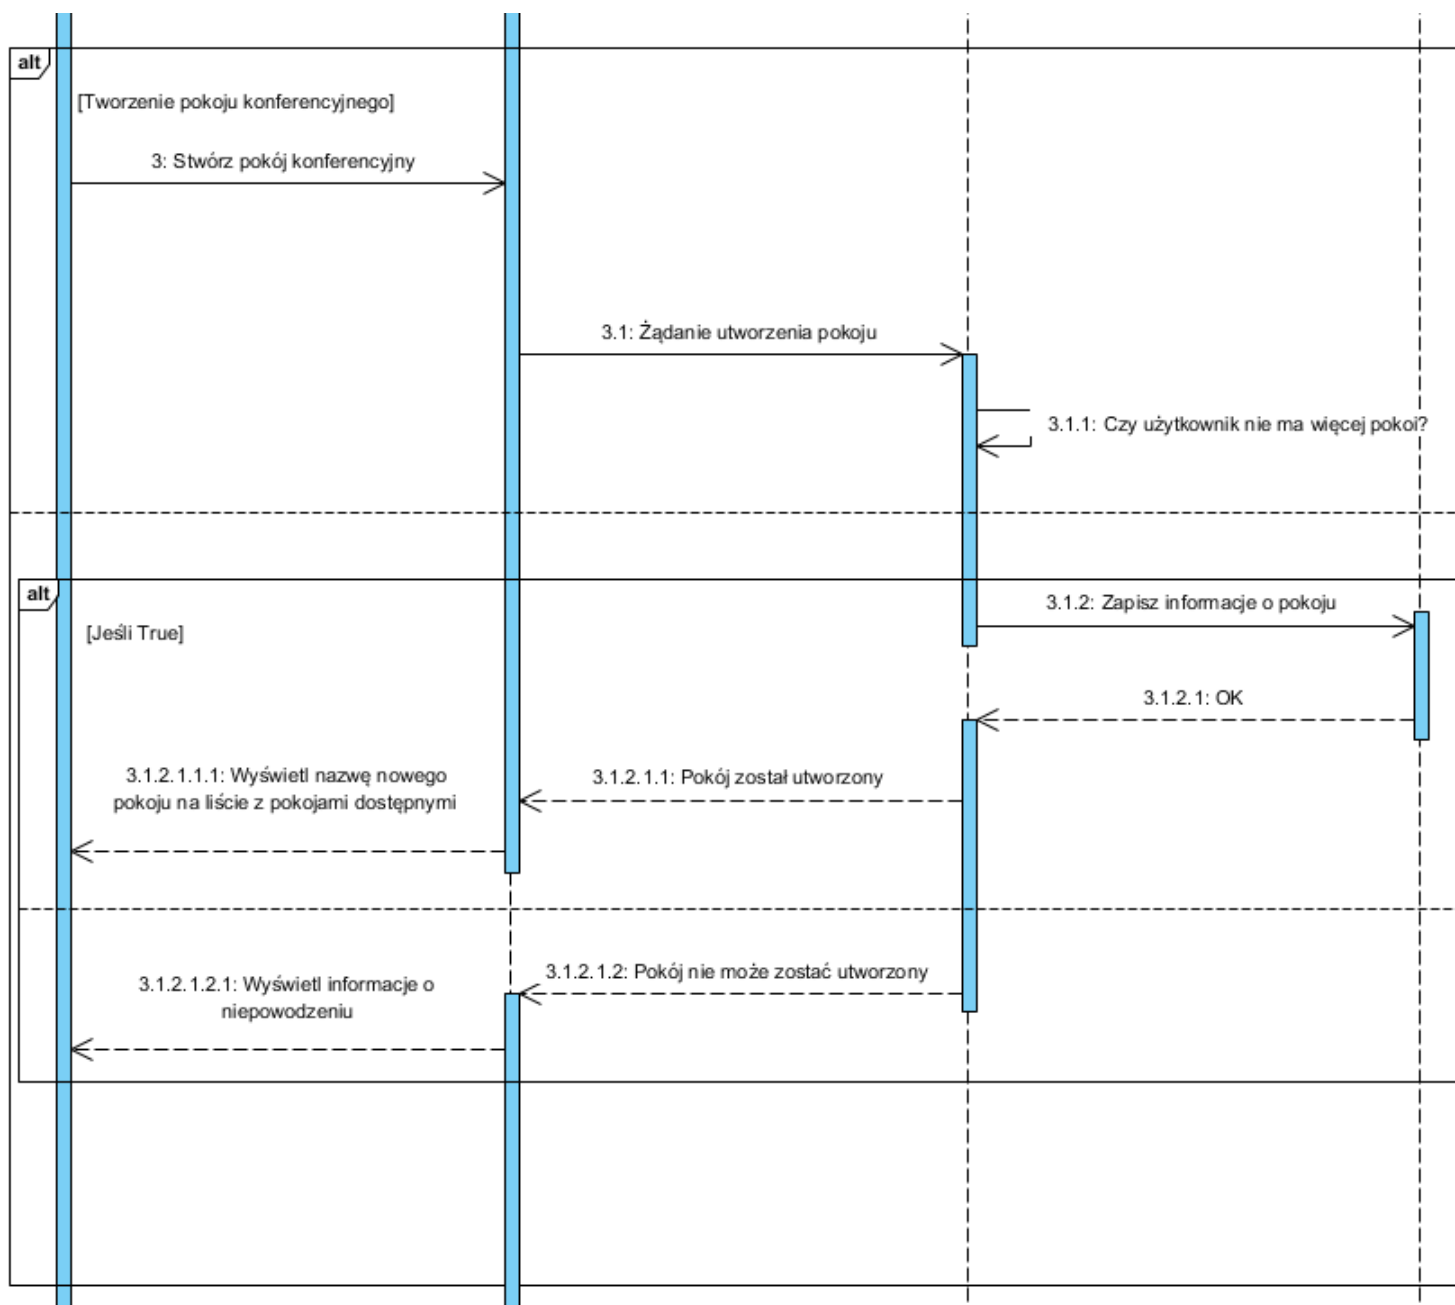 alt
[Tworzenie pokoju konferencyjnego]
3: Stwórz pokój konferencyjny
3.1: Żądanie utworzenia pokoju
3.1.1: Czy użytkownik nie ma więcej pokoi?
alt
[Jeśli True]
3.1.2: Zapisz informacje o pokoju
3.1.2.1: OK
3.1.2.1.1: Pokój został utworzony
3.1.2.1.1.1: Wyświetl nazwę nowego
pokoju na liście z pokojami dostępnymi
3.1.2.1.2: Pokój nie może zostać utworzony
3.1.2.1.2.1: Wyświetl informacje o
niepowodzeniu